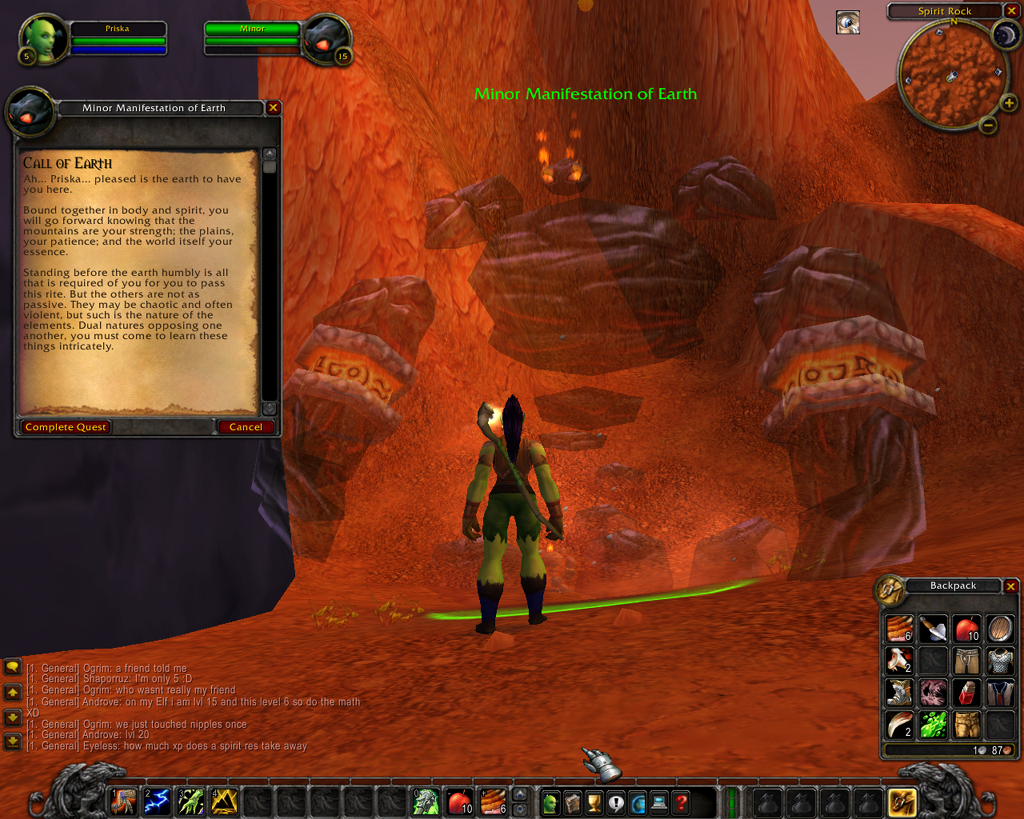 Priska
5
Minor
15
Spirit Rock
N
Minor Manifestation of Earth
Minor Manifestation of Earth
Call of Earth
Ah... Priska... pleased is the earth to have
you here.
Bound together in body and spirit, you
will go forward knowing that the
mountains are your strength; the plains,
your patience; and the world itself your
essence.
Standing before the earth humbly is all
that is required of you for you to pass
this rite. But the others are not as
passive. They may be chaotic and often
violent, but such is the nature of the
elements. Dual natures opposing one
another, you must come to learn these
things intricately.
Complete Quest
Cancel
Backpack
6
10
2
2
1 87
[1. General] Ogrim: a friend told me
[1. General] Shaporruz: I'm only 5 :D
[1. General] Ogrim: who wasnt really my friend
[1. General] Androve: on my Elf i am lvl 15 and this level 6 so do the math
XD
[1. General] Ogrim: we just touched nipples once
[1. General] Androve: lvl 20
[1. General] Eyeless: how much xp does a spirit res take away
1
2
3
4
0
10
6